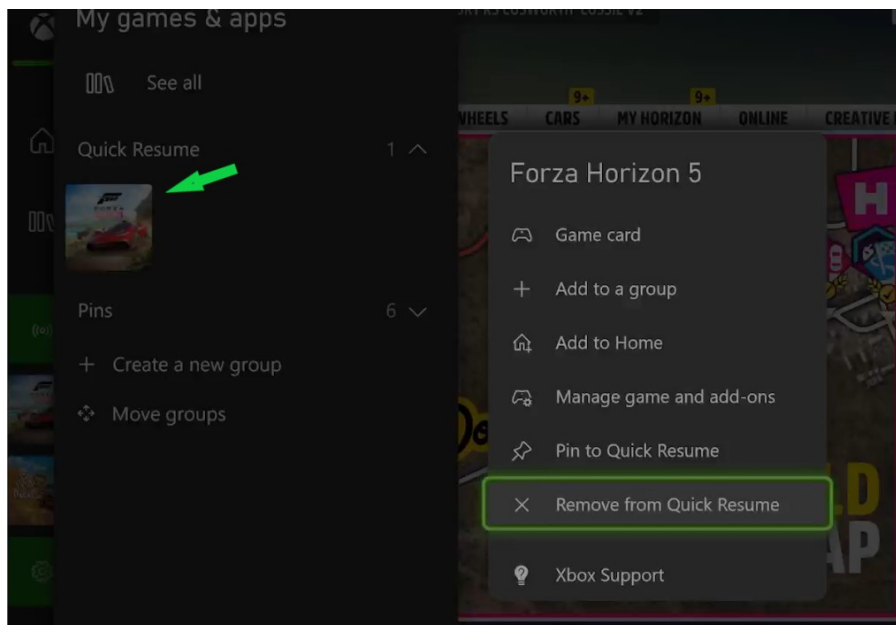 My games & apps
See all
Quick Resume 1
Pins 6
+ Create a new group
Move groups
9+ 9+
WHEELS CARS MY HORIZON ONLINE CREATIVE
Forza Horizon 5
Game card
Add to a group
Add to Home
Manage game and add-ons
Pin to Quick Resume
Remove from Quick Resume
Xbox Support